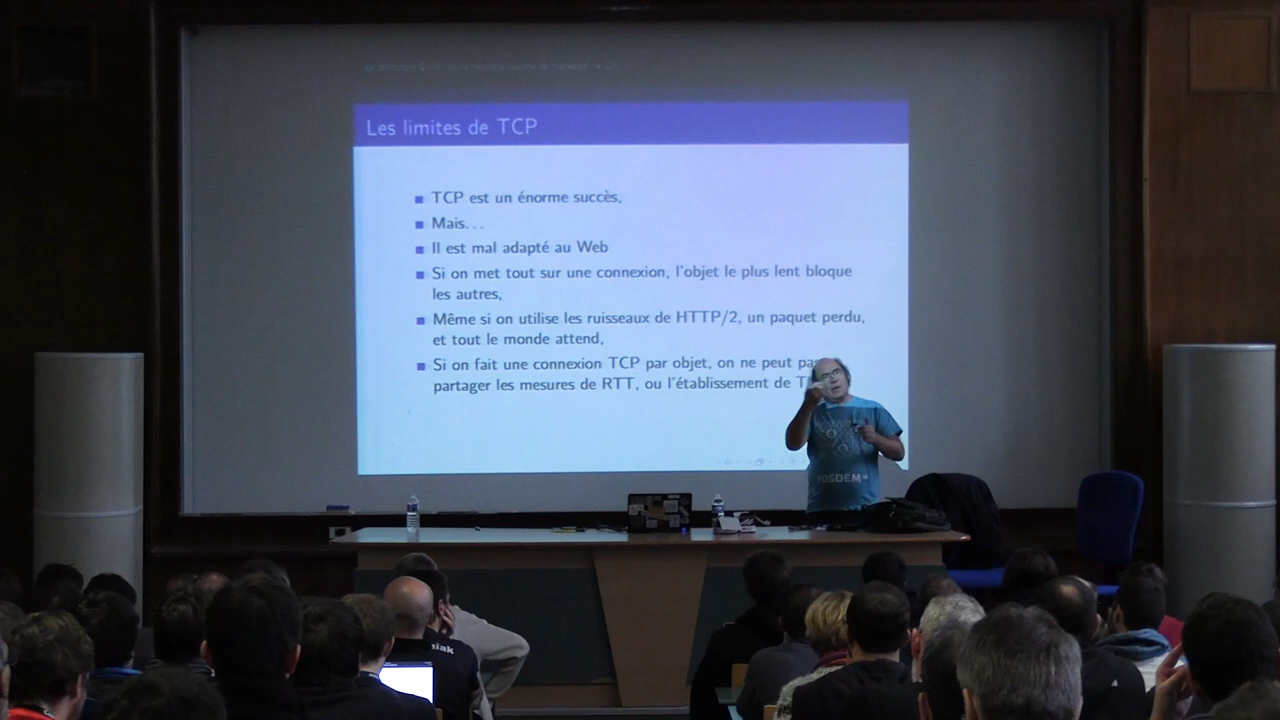 Les limites de TCP
TCP est un énorme succès,
Mais...
Il est mal adapté au Web
Si on met tout sur une connexion, l'objet le plus lent bloque
les autres,
Même si on utilise les ruisseaux de HTTP/2, un paquet perdu,
et tout le monde attend,
Si on fait une connexion TCP par objet, on ne peut
partager les mesures de RTT, ou l'établissement de
FOSDEM
niak